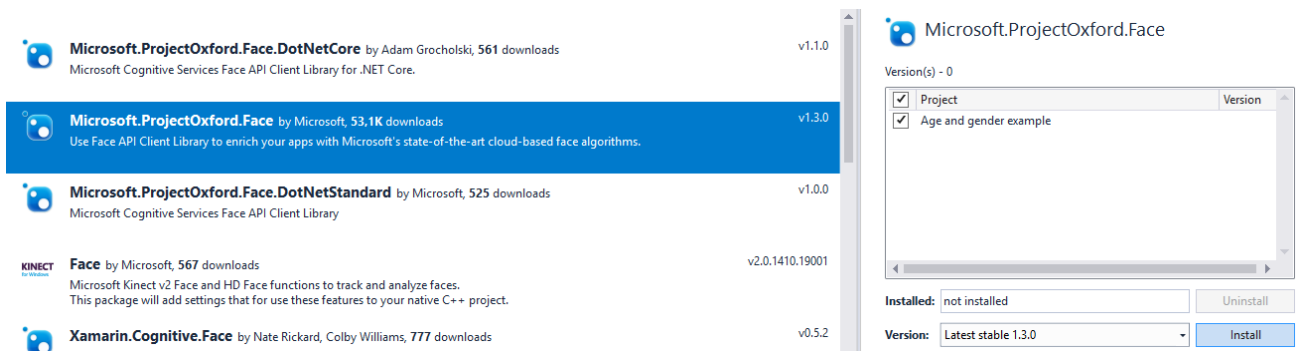 Microsoft.ProjectOxford.Face.DotNetCore by Adam Grocholski, 561 downloads
v1.1.0
Microsoft Cognitive Services Face API Client Library for .NET Core.
Microsoft.ProjectOxford.Face by Microsoft, 53,1K downloads
v1.3.0
Use Face API Client Library to enrich your apps with Microsoft's state-of-the-art cloud-based face algorithms.
Microsoft.ProjectOxford.Face.DotNetStandard by Microsoft, 525 downloads
v1.0.0
Microsoft Cognitive Services Face API Client Library
KINECT
for Windows
Face by Microsoft, 567 downloads
v2.0.1410.19001
Microsoft Kinect v2 Face and HD Face functions to track and analyze faces.
This package will add settings that for use these features to your native C++ project.
Xamarin.Cognitive.Face by Nate Rickard, Colby Williams, 777 downloads
v0.5.2
Microsoft.ProjectOxford.Face
Version(s) - 0
Project
Version
Age and gender example
Installed:
not installed
Uninstall
Version:
Latest stable 1.3.0
Install